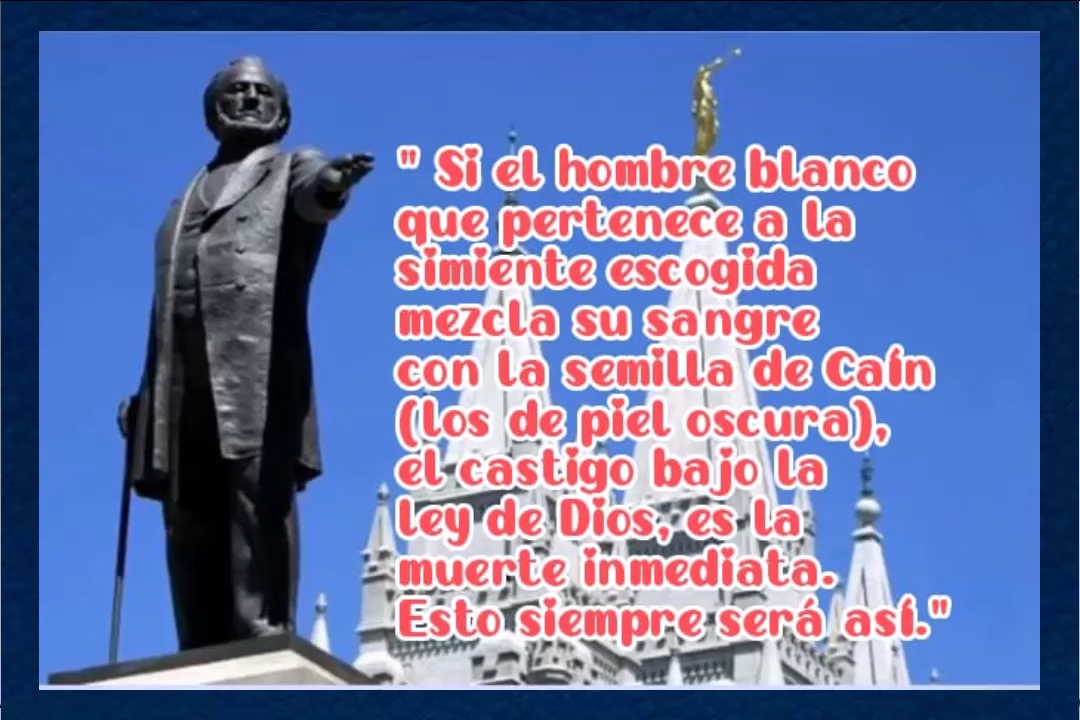 " Si el hombre blanco
que pertenece a la
simiente escogida
mezcla su sangre
con la semilla de Caín
(los de piel oscura),
el castigo bajo la
ley de Dios, es la
muerte inmediata.
Esto siempre será así."